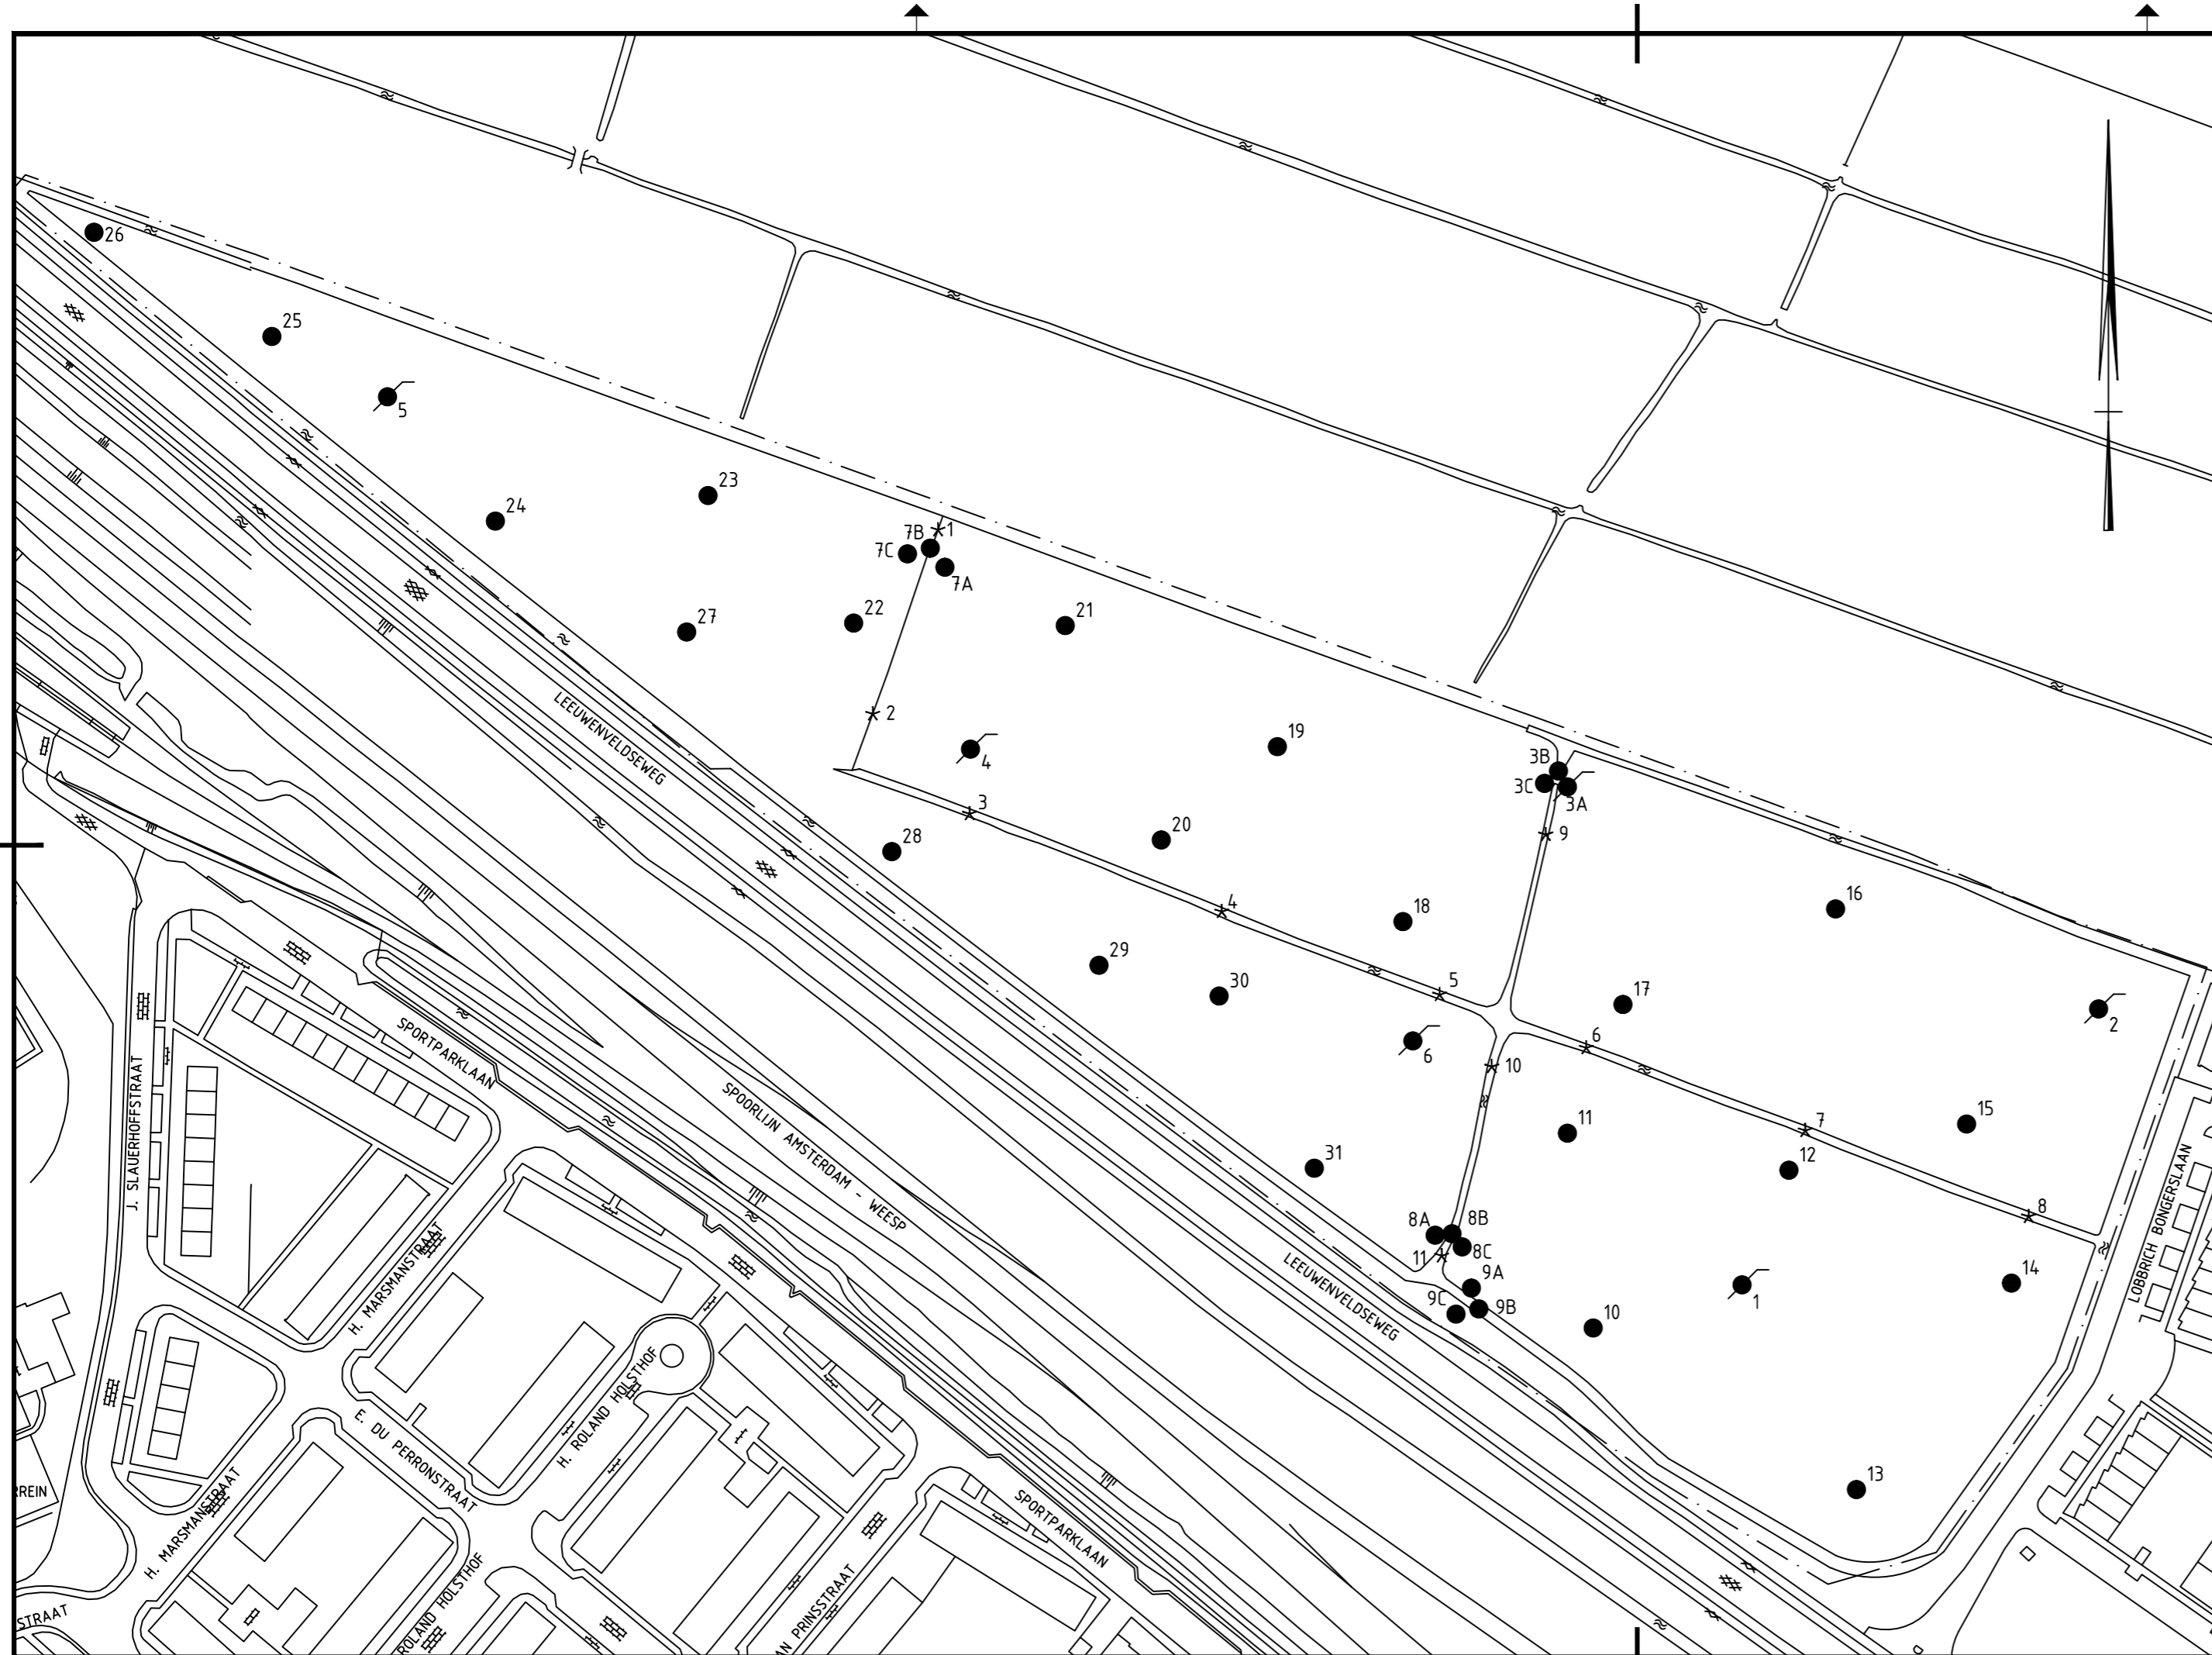 26
25
5
24
23
7B
1
7C
7A
27
22
21
2
4
19
3B
3C
3A
3
9
20
28
16
4
18
29
5
30
17
2
6
6
10
LEEUWENVELDSEWEG
SPORTPARKLAAN
J. SLAUERHOFFSTRAAT
SPOORLIJN AMSTERDAM - WEESP
11
7
15
12
31
8
8A
8B
8C
11
9A
9B
9C
10
1
14
LOBBRICH BONGERSLAAN
H. MARSMANSTRAAT
LEEUWENVELDSEWEG
H. ROLAND HOLSTHOF
E. DU PERRONSTRAAT
13
RREIN
H. MARSMANSTRAAT
SPORTPARKLAAN
ROLAND HOLSTHOF
AN PRINSSTRAAT
STRAAT